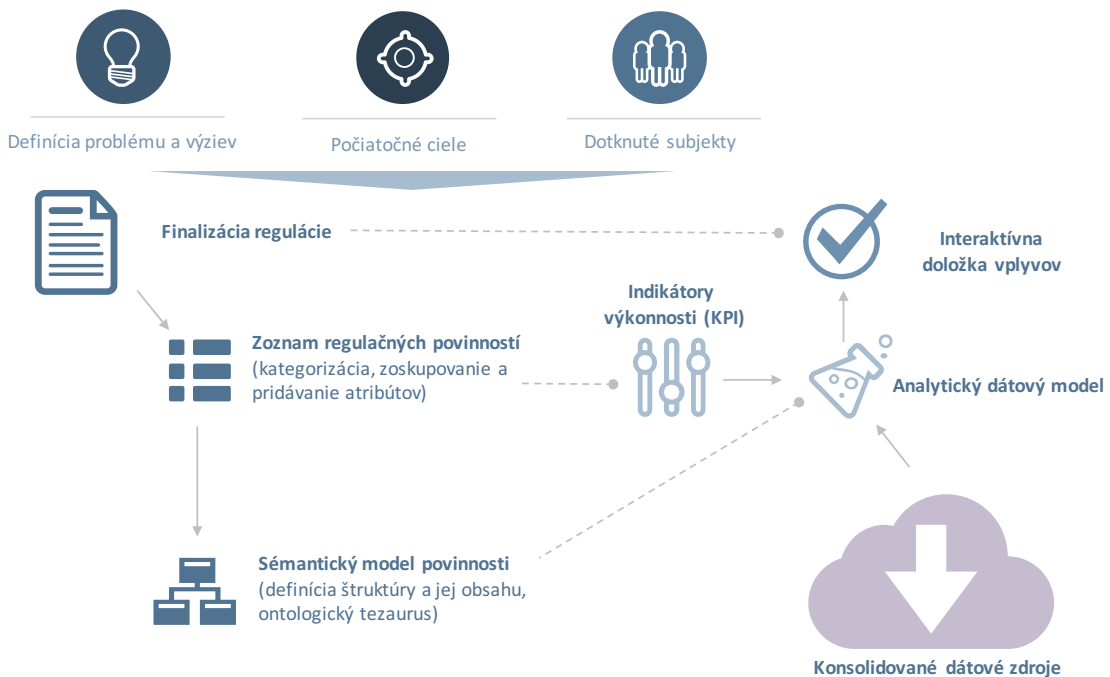 Definícia problému a výziev
Počiatočné ciele
Dotknuté subjekty
Finalizácia regulácie
Interaktívna
doložka vplyvov
Indikátory
výkonnosti (KPI)
Zoznam regulačných povinností
(kategorizácia, zoskupovanie a
pridávanie atribútov)
Analytický dátový model
Sémantický model povinnosti
(definícia štruktúry a jej obsahu,
ontologický tezaurus)
Konsolidované dátové zdroje